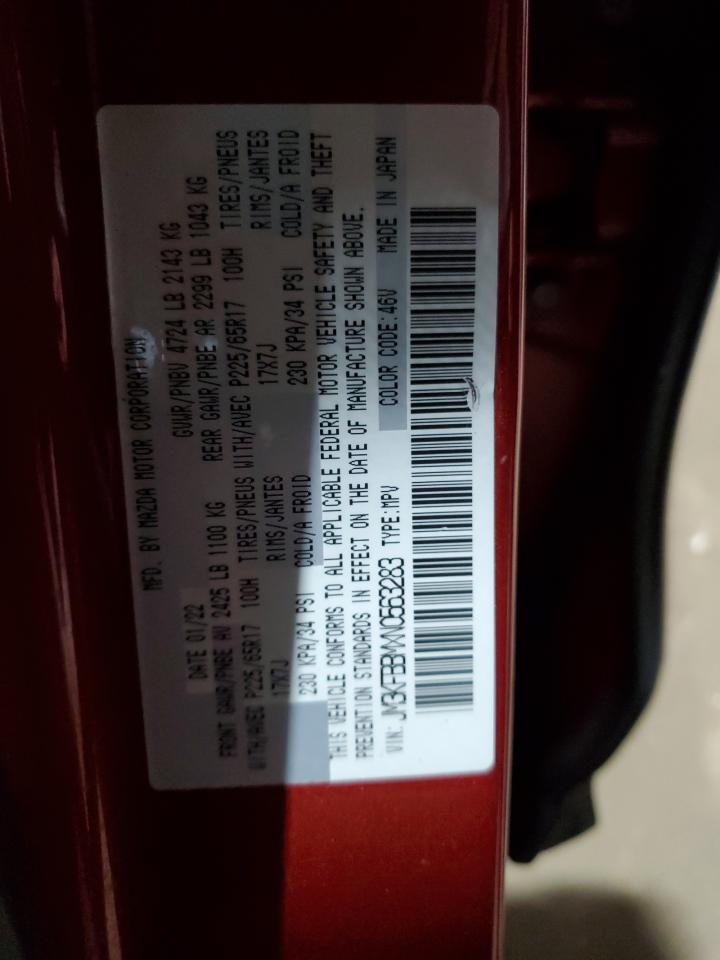 MFD. BY MAZDA MOTOR CORPORATION
DATE 01/22 GVWR/PNBV 4724 LB 2143 KG
FRONT GAWR/PNBE AV 2425 LB 1100 KG REAR GAWR/PNBE AR 2299 LB 1043 KG
WITH/AVEC P225/65R17 100H TIRES/PNEUS WITH/AVEC P225/65R17 100H TIRES/PNEUS
17X7J RIMS/JANTES 17X7J RIMS/JANTES
230 KPA/34 PSI COLD/A FROID 230 KPA/34 PSI COLD/A FROID
THIS VEHICLE CONFORMS TO ALL APPLICABLE FEDERAL MOTOR VEHICLE SAFETY AND THEFT
PREVENTION STANDARDS IN EFFECT ON THE DATE OF MANUFACTURE SHOWN ABOVE.
VIN: JM3KFBBMXN0563283 TYPE:MPV COLOR CODE:46V MADE IN JAPAN